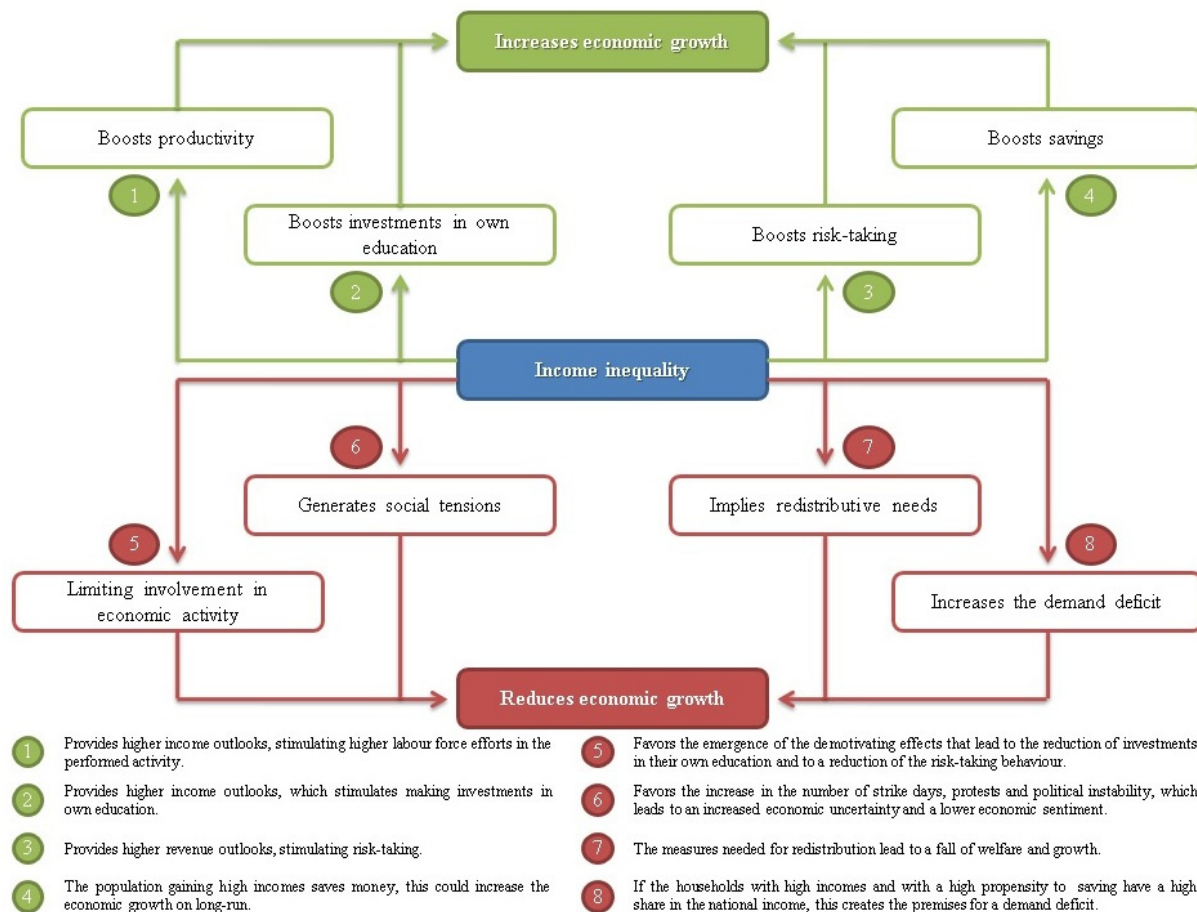 Increases economic growth
Boosts productivity
Boosts savings
1
4
Boosts investments in own
education
Boosts risk-taking
2
3
Income inequality
6
7
Generates social tensions
Implies redistributive needs
5
8
Limiting involvement in
economic activity
Increases the demand deficit
Reduces economic growth
1
Provides higher income outlooks, stimulating higher labour force efforts in the
performed activity.
2
Provides higher income outlooks, which stimulates making investments in
own education.
3
Provides higher revenue outlooks, stimulating risk-taking.
4
The population gaining high incomes saves money, this could increase the
economic growth on long-run.
5
Favors the emergence of the demotivating effects that lead to the reduction of investments
in their own education and to a reduction of the risk-taking behaviour.
6
Favors the increase in the number of strike days, protests and political instability, which
leads to an increased economic uncertainty and a lower economic sentiment.
7
The measures needed for redistribution lead to a fall of welfare and growth.
8
If the households with high incomes and with a high propensity to saving have a high
share in the national income, this creates the premises for a demand deficit.